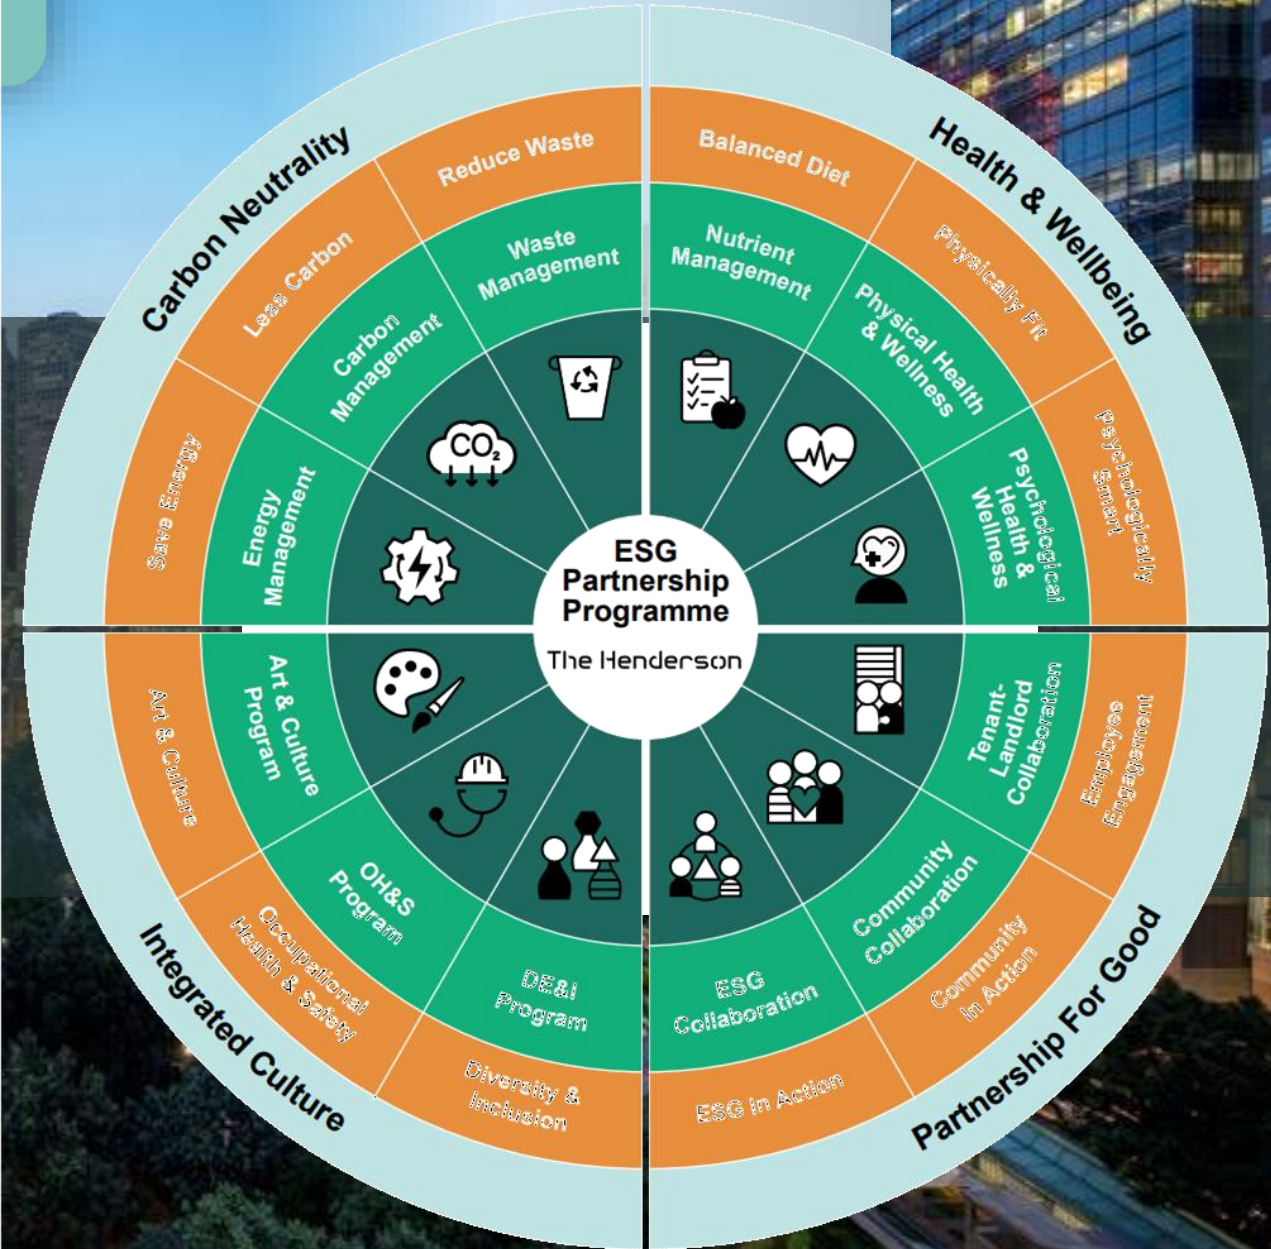 Carbon Neutrality
Reduce Waste
Less Carbon
Save Energy
Waste
Management
Carbon
Management
Energy
Management
CO₂
Health & Wellbeing
Balanced Diet
Physically Fit
Psychologically
Smart
Nutrient
Management
Physical Health
& Wellness
Psychological
Health &
Wellness
ESG
Partnership
Programme
The Henderson
Integrated Culture
Art & Culture
Occupational
Health & Safety
Diversity &
Inclusion
Art & Culture
Program
OH&S
Program
DE&I
Program
Partnership For Good
Employee
Engagement
Community
In Action
ESG In Action
Tenant-
Landlord
Collaboration
Community
Collaboration
ESG
Collaboration